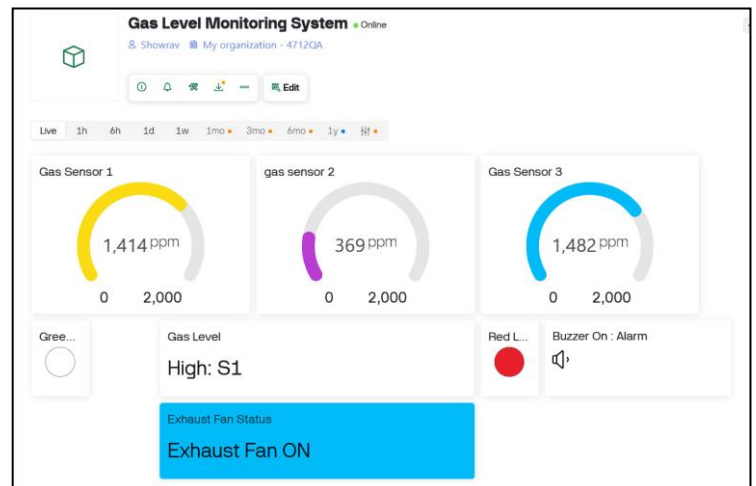 Gas Level Monitoring System Online
Showrav My organization - 4712QA
Edit
Live 1h 6h 1d 1w 1mo 3mo 6mo 1y
Gas Sensor 1
1,414 ppm
0 2,000
gas sensor 2
369 ppm
0 2,000
Gas Sensor 3
1,482 ppm
0 2,000
Gree...
Gas Level
High: S1
Red L...
Buzzer On : Alarm
Exhaust Fan Status
Exhaust Fan ON